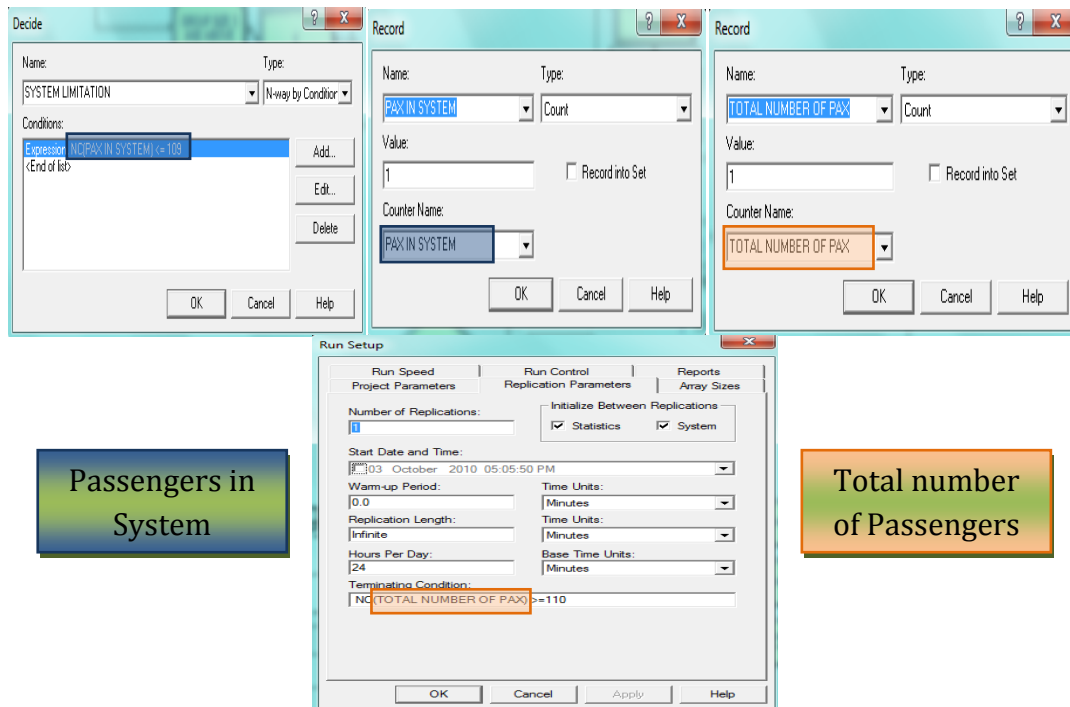 Decide
Name:
Type:
SYSTEM LIMITATION
N-way by Condition
Conditions:
Expression, NC(PAX IN SYSTEM) <= 109
<End of list>
Add...
Edit...
Delete
OK
Cancel
Help
Record
Name:
Type:
PAX IN SYSTEM
Count
Value:
1
Record into Set
Counter Name:
PAX IN SYSTEM
OK
Cancel
Help
Record
Name:
Type:
TOTAL NUMBER OF PAX
Count
Value:
1
Record into Set
Counter Name:
TOTAL NUMBER OF PAX
OK
Cancel
Help
Run Setup
Run Speed
Run Control
Reports
Project Parameters
Replication Parameters
Array Sizes
Number of Replications:
1
Initialize Between Replications
Statistics
System
Start Date and Time:
03 October 2010 05:05:50 PM
Warm-up Period:
Time Units:
0.0
Minutes
Replication Length:
Time Units:
Infinite
Minutes
Hours Per Day:
Base Time Units:
24
Minutes
Terminating Condition:
NC(TOTAL NUMBER OF PAX)>=110
OK
Cancel
Apply
Help
Passengers in
System
Total number
of Passengers